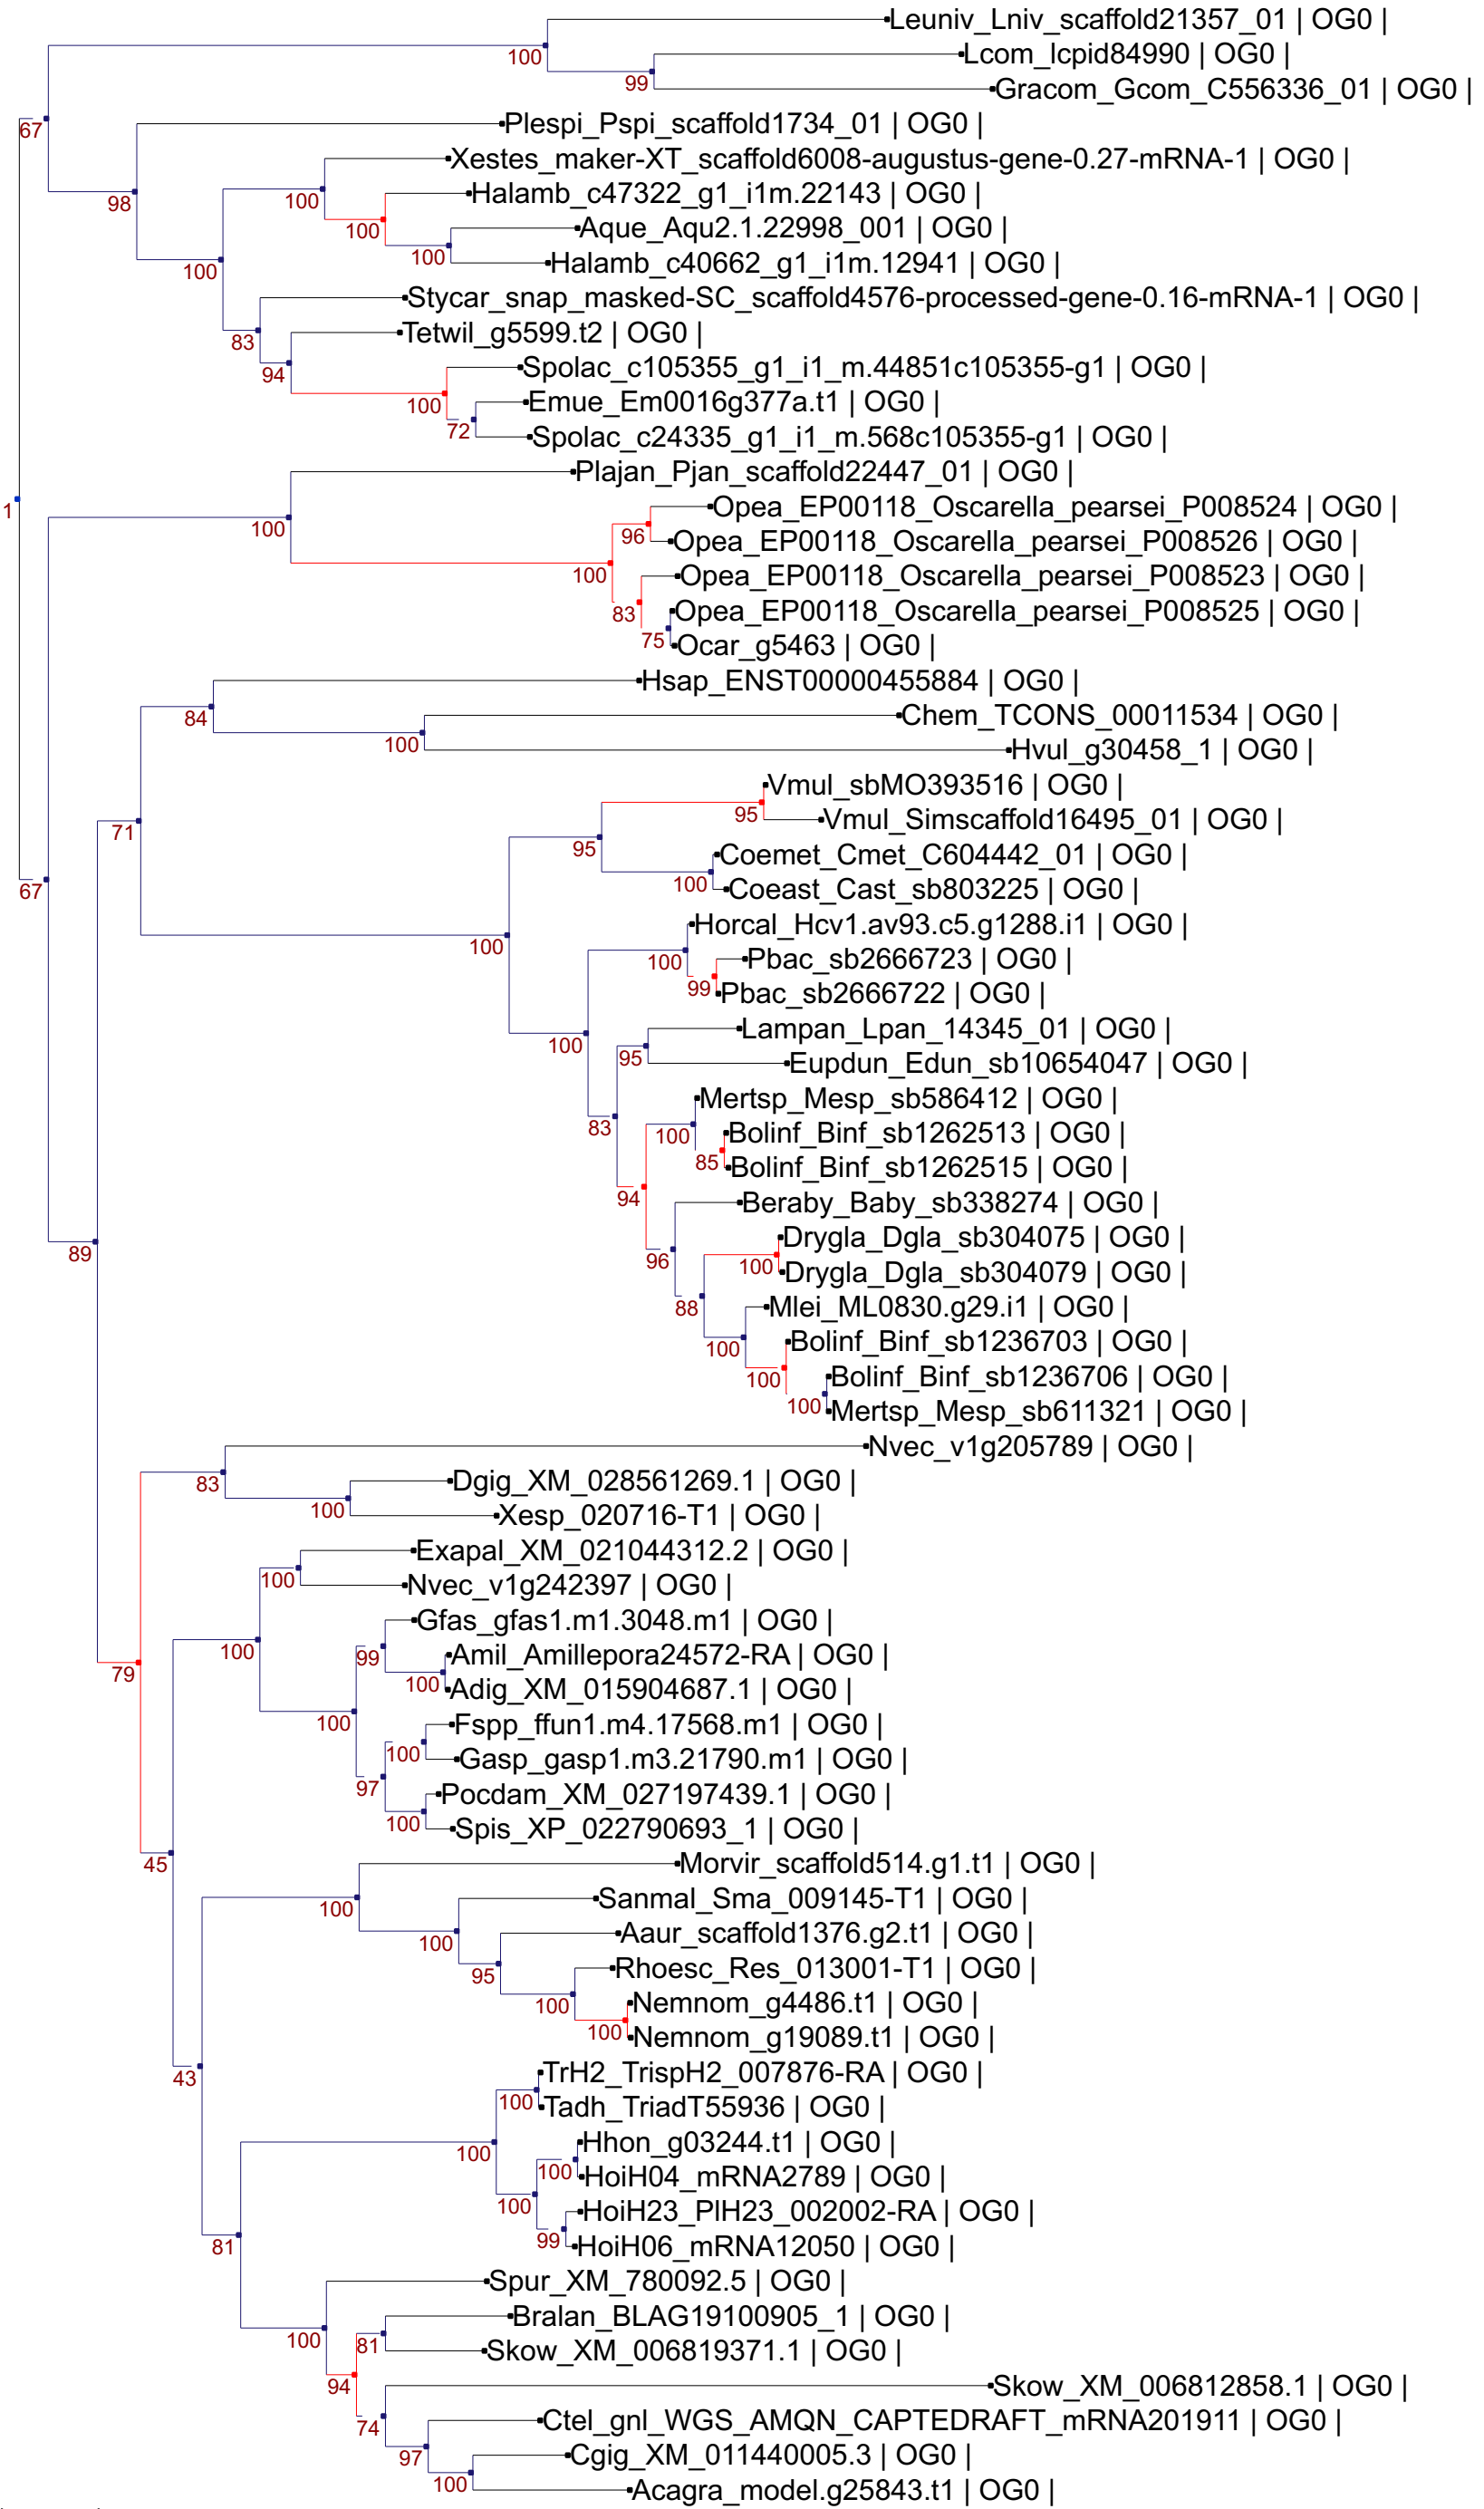 Leuniv_Lniv_scaffold21357_01 | OG0 |
100
Lcom_lcpid84990 | OG0 |
99
Gracom_Gcom_C556336_01 | OG0 |
67
Plespi_Pspi_scaffold1734_01 | OG0 |
Xestes_maker-XT_scaffold6008-augustus-gene-0.27-mRNA-1 | OG0 |
98
100
Halamb_c47322_g1_i1m.22143 | OG0 |
100
Aque_Aqu2.1.22998_001 | OG0 |
100
100
Halamb_c40662_g1_i1m.12941 | OG0 |
Stycar_snap_masked-SC_scaffold4576-processed-gene-0.16-mRNA-1 | OG0 |
83
Tetwil_g5599.t2 | OG0 |
94
Spolac_c105355_g1_i1_m.44851c105355-g1 | OG0 |
100
Emue_Em0016g377a.t1 | OG0 |
72
Spolac_c24335_g1_i1_m.568c105355-g1 | OG0 |
Plajan_Pjan_scaffold22447_01 | OG0 |
1
100
Opea_EP00118_Oscarella_pearsei_P008524 | OG0 |
96
Opea_EP00118_Oscarella_pearsei_P008526 | OG0 |
100
Opea_EP00118_Oscarella_pearsei_P008523 | OG0 |
83
Opea_EP00118_Oscarella_pearsei_P008525 | OG0 |
75
Ocar_g5463 | OG0 |
Hsap_ENST00000455884 | OG0 |
84
Chem_TCONS_00011534 | OG0 |
100
Hvul_g30458_1 | OG0 |
Vmul_sbMO393516 | OG0 |
95
71
Vmul_Simscaffold16495_01 | OG0 |
95
Coemet_Cmet_C604442_01 | OG0 |
67
100
Coeast_Cast_sb803225 | OG0 |
Horcal_Hcv1.av93.c5.g1288.i1 | OG0 |
100
100
Pbac_sb2666723 | OG0 |
99
Pbac_sb2666722 | OG0 |
Lampan_Lpan_14345_01 | OG0 |
100
95
Eupdun_Edun_sb10654047 | OG0 |
Mertsp_Mesp_sb586412 | OG0 |
83
100
Bolinf_Binf_sb1262513 | OG0 |
85
Bolinf_Binf_sb1262515 | OG0 |
94
Beraby_Baby_sb338274 | OG0 |
Drygla_Dgla_sb304075 | OG0 |
89
96
100
Drygla_Dgla_sb304079 | OG0 |
88
Mlei_ML0830.g29.i1 | OG0 |
100
Bolinf_Binf_sb1236703 | OG0 |
100
Bolinf_Binf_sb1236706 | OG0 |
100
Mertsp_Mesp_sb611321 | OG0 |
Nvec_v1g205789 | OG0 |
83
Dgig_XM_028561269.1 | OG0 |
100
Xesp_020716-T1 | OG0 |
Exapal_XM_021044312.2 | OG0 |
100
Nvec_v1g242397 | OG0 |
Gfas_gfas1.m1.3048.m1 | OG0 |
100
99
Amil_Amillepora24572-RA | OG0 |
79
100
Adig_XM_015904687.1 | OG0 |
100
Fspp_ffun1.m4.17568.m1 | OG0 |
100
Gasp_gasp1.m3.21790.m1 | OG0 |
97
Pocdam_XM_027197439.1 | OG0 |
100
Spis_XP_022790693_1 | OG0 |
45
Morvir_scaffold514.g1.t1 | OG0 |
100
Sanmal_Sma_009145-T1 | OG0 |
100
Aaur_scaffold1376.g2.t1 | OG0 |
95
Rhoesc_Res_013001-T1 | OG0 |
100
Nemnom_g4486.t1 | OG0 |
100
Nemnom_g19089.t1 | OG0 |
43
TrH2_TrispH2_007876-RA | OG0 |
100
Tadh_TriadT55936 | OG0 |
100
Hhon_g03244.t1 | OG0 |
100
HoiH04_mRNA2789 | OG0 |
100
HoiH23_PlH23_002002-RA | OG0 |
81
99
HoiH06_mRNA12050 | OG0 |
Spur_XM_780092.5 | OG0 |
100
Bralan_BLAG19100905_1 | OG0 |
81
Skow_XM_006819371.1 | OG0 |
94
Skow_XM_006812858.1 | OG0 |
74
Ctel_gnl_WGS_AMQN_CAPTEDRAFT_mRNA201911 | OG0 |
97
Cgig_XM_011440005.3 | OG0 |
100
Acagra_model.g25843.t1 | OG0 |